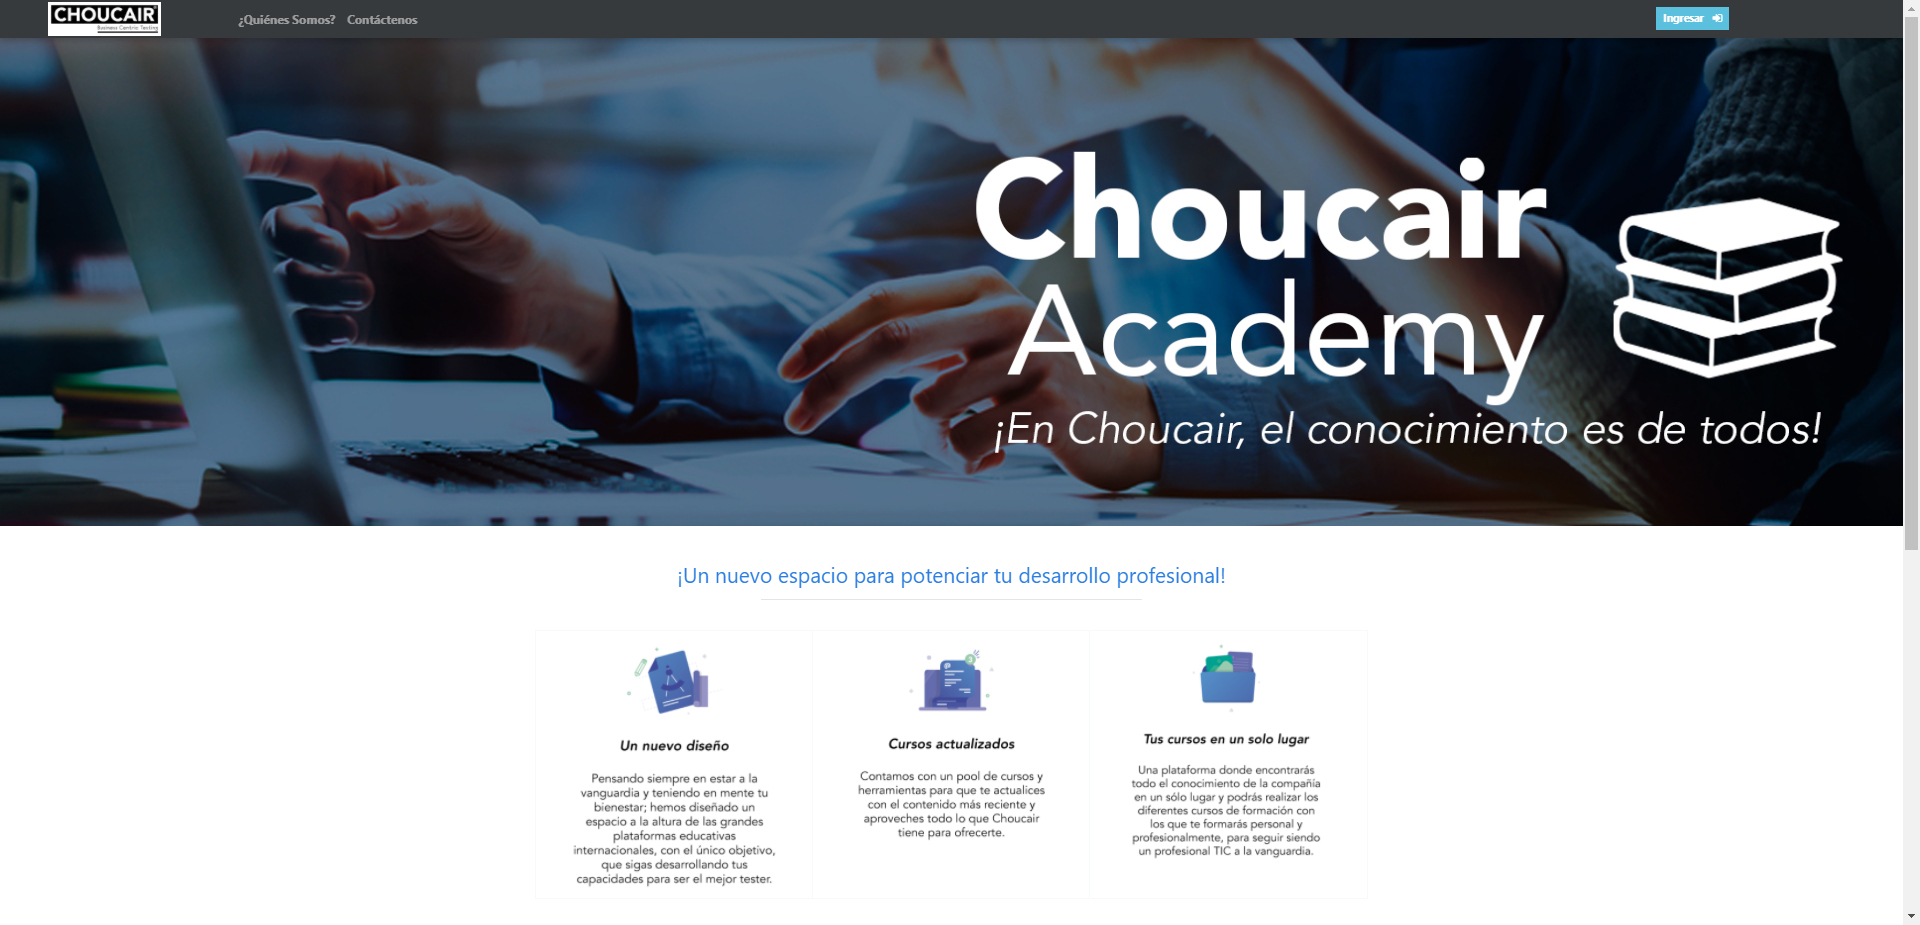 CHOUCAIR
Business Centric Testing
¿Quiénes Somos?
Contáctenos
Ingresar
Choucair
Academy
¡En Choucair, el conocimiento es de todos!
¡Un nuevo espacio para potenciar tu desarrollo profesional!
Un nuevo diseño
Pensando siempre en estar a la
vanguardia y teniendo en mente tu
bienestar; hemos diseñado un
espacio a la altura de las grandes
plataformas educativas
internacionales, con el único objetivo,
que sigas desarrollando tus
capacidades para ser el mejor tester.
Cursos actualizados
Contamos con un pool de cursos y
herramientas para que te actualices
con el contenido más reciente y
aproveches todo lo que Choucair
tiene para ofrecerte.
Tus cursos en un solo lugar
Una plataforma donde encontrarás
todo el conocimiento de la compañía
en un sólo lugar y podrás realizar los
diferentes cursos de formación con
los que te formarás personal y
profesionalmente, para seguir siendo
un profesional TIC a la vanguardia.